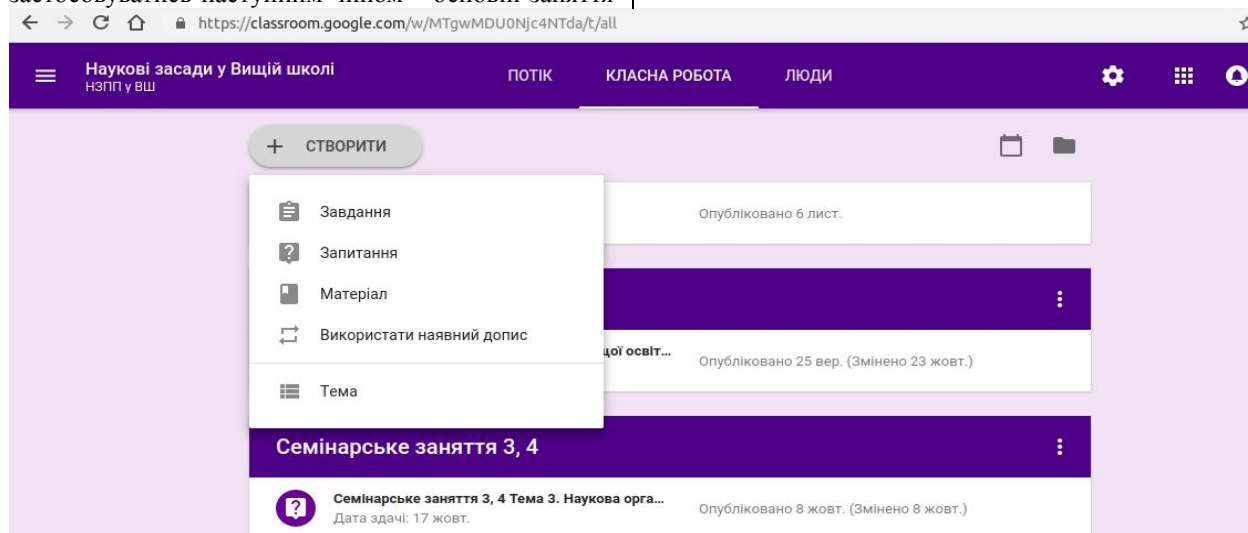 застосовуватись наступним чином – основні заняття
https://classroom.google.com/w/MTgwMDU0Njc4NTda/t/all
Наукові засади у Вищій школі
НЗПП у ВШ
ПОТІК КЛАСНА РОБОТА ЛЮДИ
+ СТВОРИТИ
Завдання
Опубліковано 6 лист.
Запитання
Матеріал
Використати наявний допис
цої освіт...
Опубліковано 25 вер. (Змінено 23 жовт.)
Тема
Семінарське заняття 3, 4
Семінарське заняття 3, 4 Тема 3. Наукова орга...
Дата здачі: 17 жовт.
Опубліковано 8 жовт. (Змінено 8 жовт.)